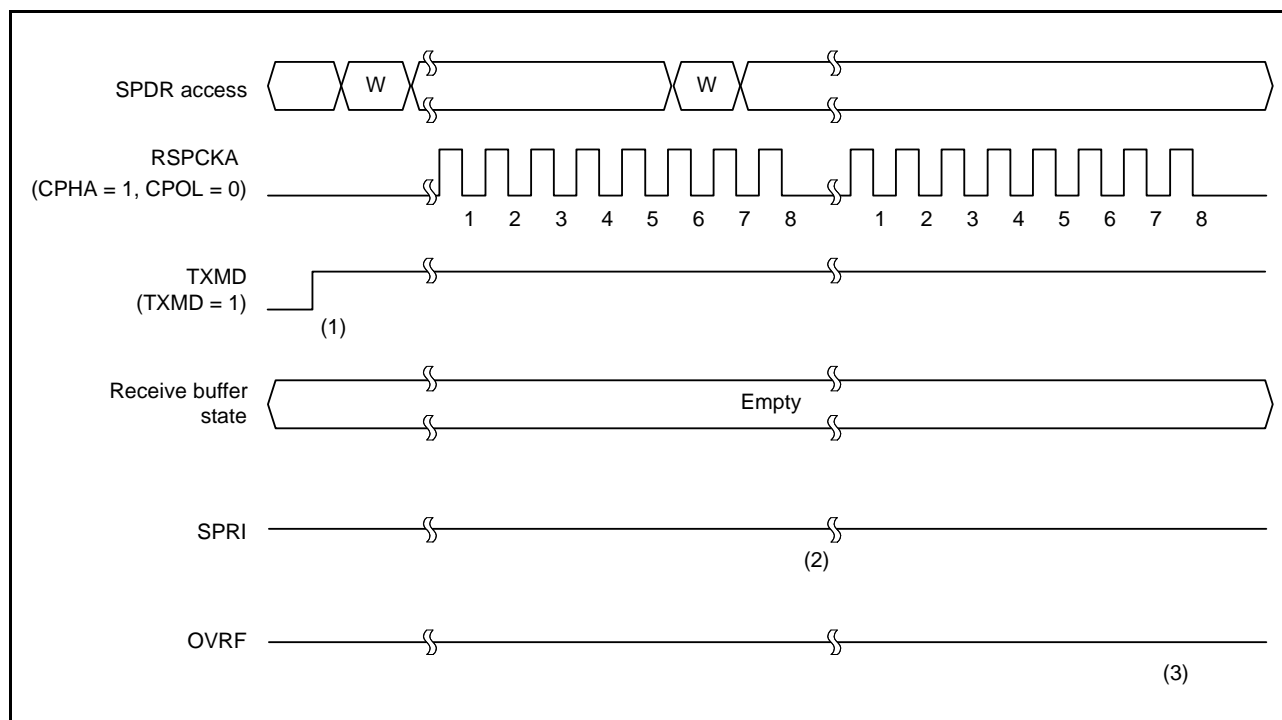 SPDR access
W
W
RSPCKA
(CPHA = 1, CPOL = 0)
1 2 3 4 5 6 7 8 1 2 3 4 5 6 7 8
TXMD
(TXMD = 1)
(1)
Receive buffer
state
Empty
SPRI
(2)
OVRF
(3)